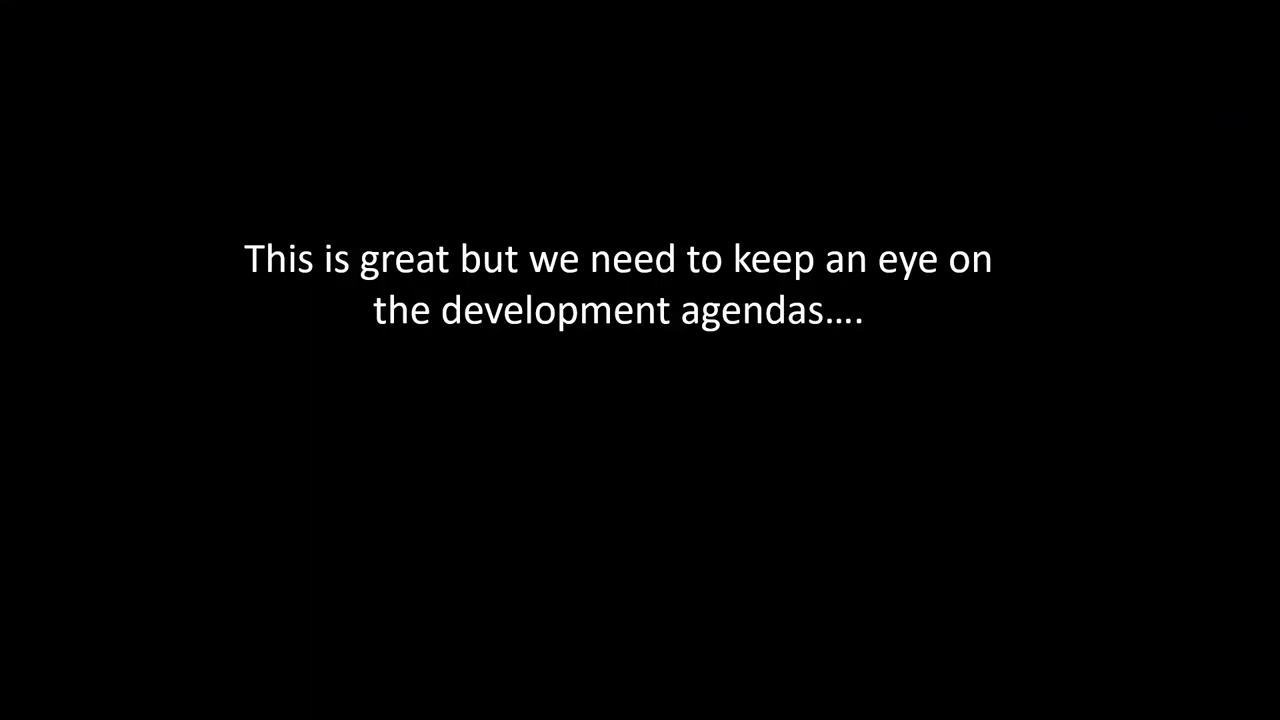 This is great but we need to keep an eye on
the development agendas….